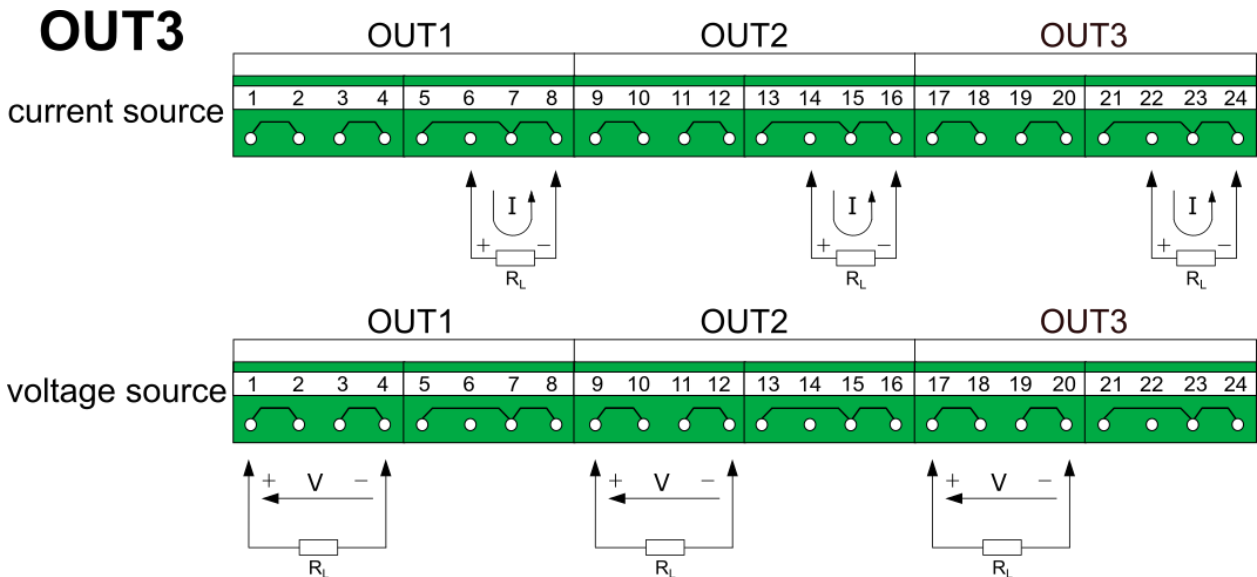 OUT3
OUT1 OUT2 OUT3
current source
1 2 3 4 5 6 7 8 9 10 11 12 13 14 15 16 17 18 19 20 21 22 23 24
I I I
+ − + − + −
RL RL RL
OUT1 OUT2 OUT3
voltage source
1 2 3 4 5 6 7 8 9 10 11 12 13 14 15 16 17 18 19 20 21 22 23 24
+ V − + V − + V −
RL RL RL